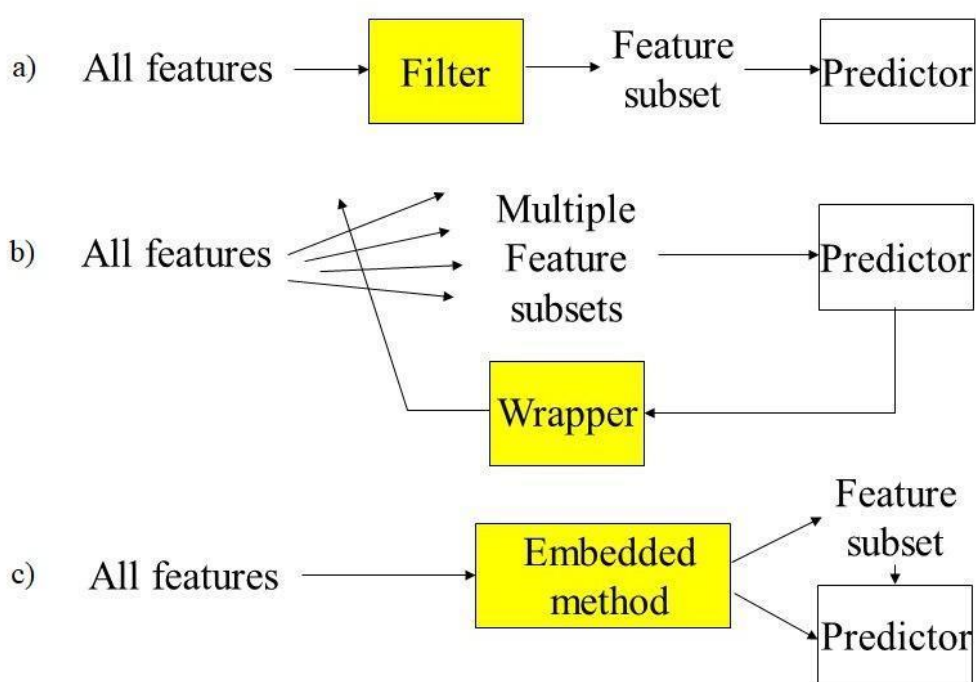 a) All features Filter Feature subset Predictor
b) All features Multiple Feature subsets Predictor
Wrapper
c) All features Embedded method Feature subset
Predictor